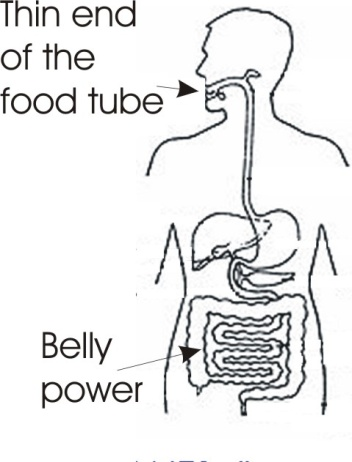 Thin end
of the
food tube
Belly
power